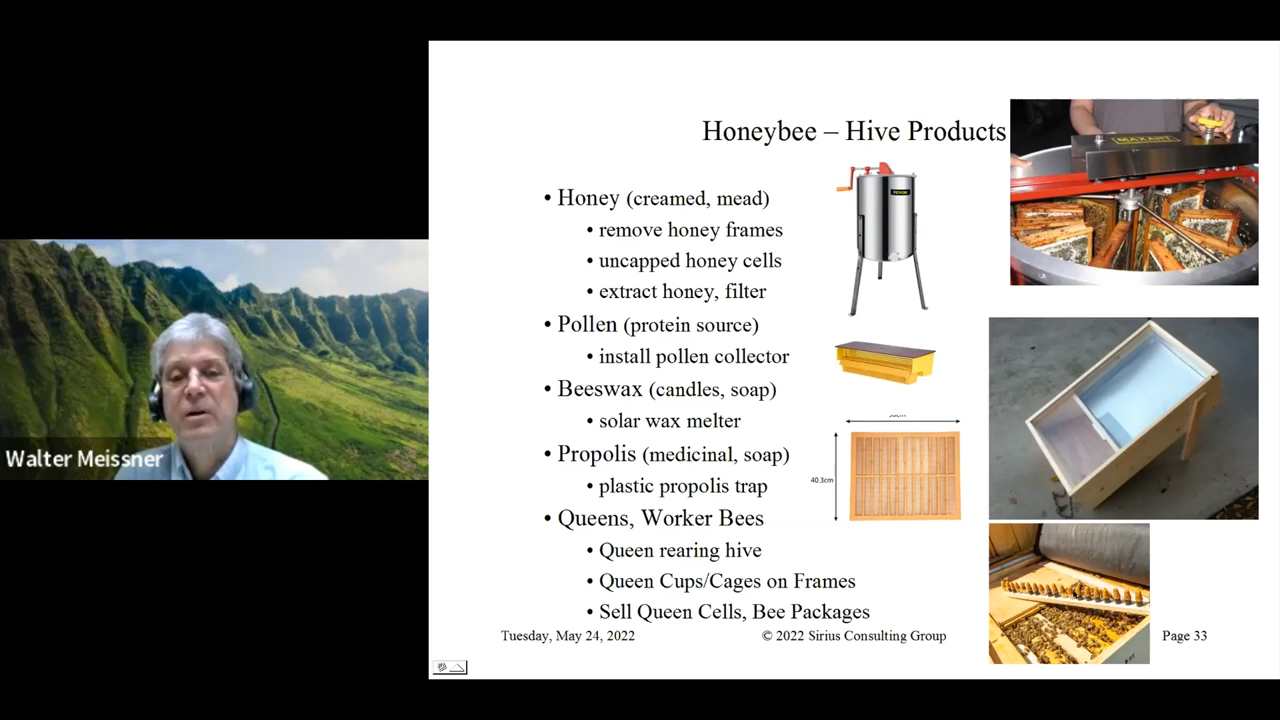 Honeybee – Hive Products
• Honey (creamed, mead)
• remove honey frames
• uncapped honey cells
• extract honey, filter
• Pollen (protein source)
• install pollen collector
• Beeswax (candles, soap)
• solar wax melter
• Propolis (medicinal, soap)
• plastic propolis trap
• Queens, Worker Bees
• Queen rearing hive
• Queen Cups/Cages on Frames
• Sell Queen Cells, Bee Packages
Tuesday, May 24, 2022
© 2022 Sirius Consulting Group
Page 33
Walter Meissner
MAXANT
VEVOR
40.3cm